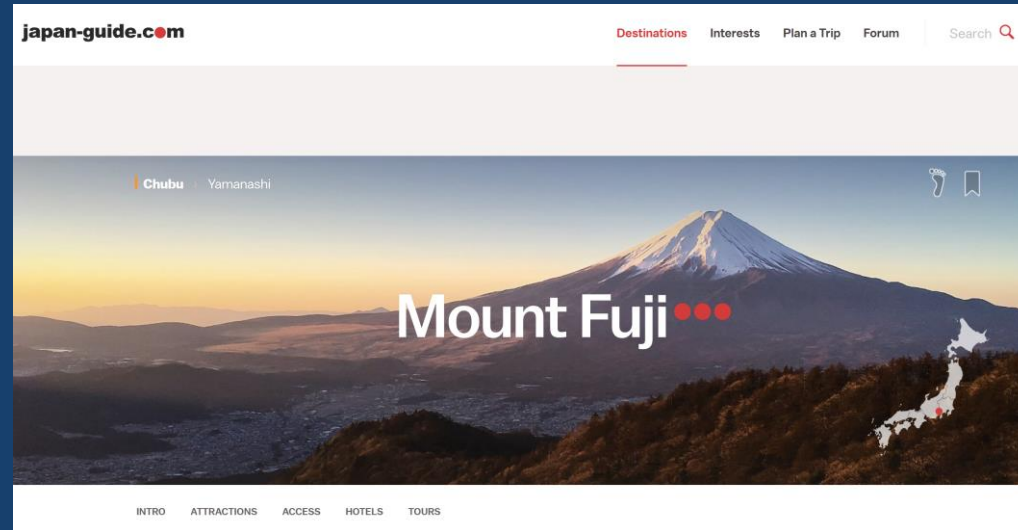 japan-guide.com
Destinations Interests Plan a Trip Forum Search
Chubu Yamanashi
Mount Fuji
INTRO ATTRACTIONS ACCESS HOTELS TOURS